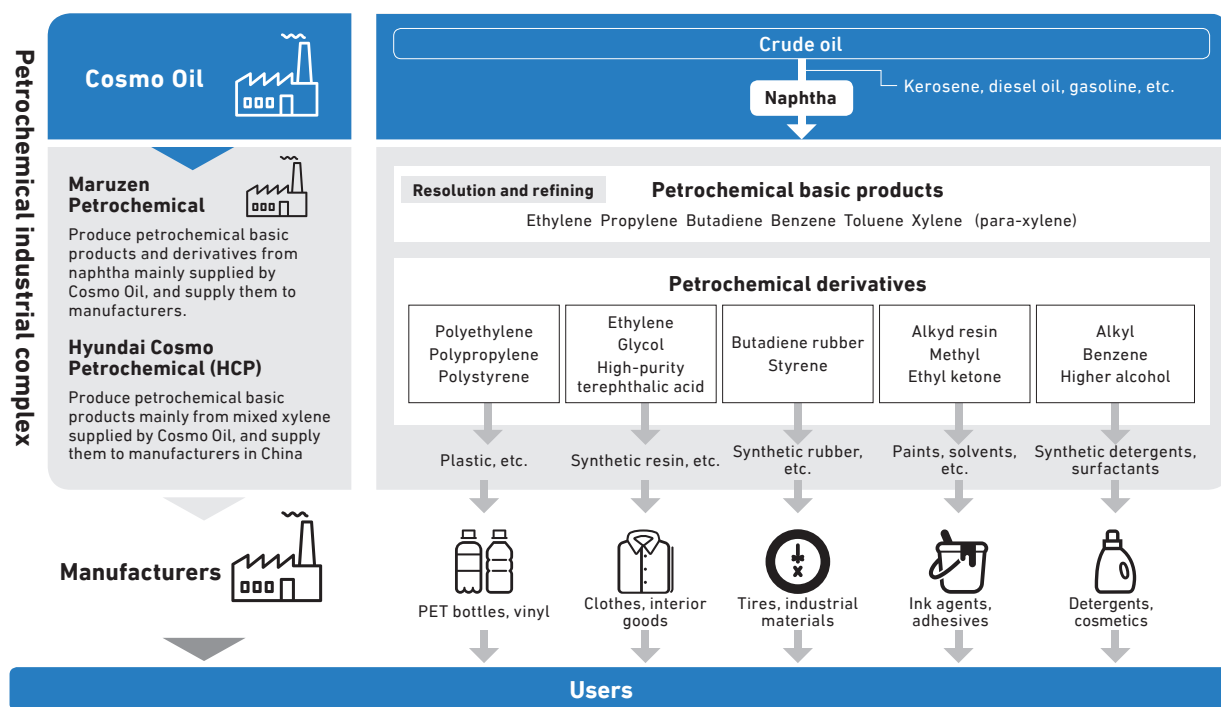 Petrochemical industrial complex
Cosmo Oil
Maruzen
Petrochemical
Produce petrochemical basic
products and derivatives from
naphtha mainly supplied by
Cosmo Oil, and supply them to
manufacturers.
Hyundai Cosmo
Petrochemical (HCP)
Produce petrochemical basic
products mainly from mixed xylene
supplied by Cosmo Oil, and supply
them to manufacturers in China
Manufacturers
Crude oil
Kerosene, diesel oil, gasoline, etc.
Naphtha
Resolution and refining
Petrochemical basic products
Ethylene Propylene Butadiene Benzene Toluene Xylene (para-xylene)
Petrochemical derivatives
Polyethylene
Polypropylene
Polystyrene
Ethylene
Glycol
High-purity
terephthalic acid
Butadiene rubber
Styrene
Alkyd resin
Methyl
Ethyl ketone
Alkyl
Benzene
Higher alcohol
Plastic, etc.
Synthetic resin, etc.
Synthetic rubber,
etc.
Paints, solvents,
etc.
Synthetic detergents,
surfactants
PET bottles, vinyl
Clothes, interior
goods
Tires, industrial
materials
Ink agents,
adhesives
Detergents,
cosmetics
Users